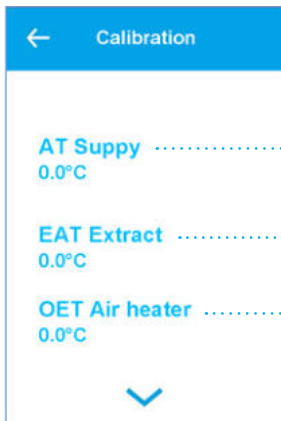 Calibration
AT Suppy
0.0°C
EAT Extract
0.0°C
OET Air heater
0.0°C